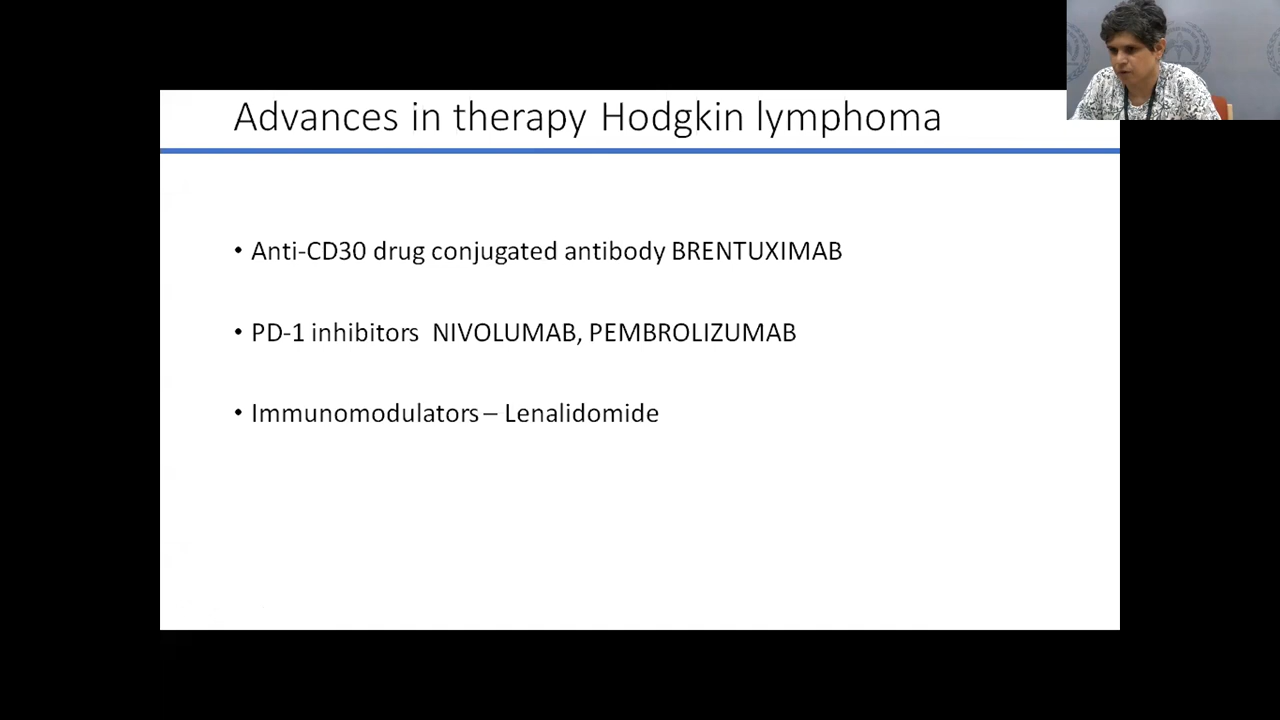 Advances in therapy Hodgkin lymphoma
• Anti-CD30 drug conjugated antibody BRENTUXIMAB
• PD-1 inhibitors NIVOLUMAB, PEMBROLIZUMAB
• Immunomodulators – Lenalidomide